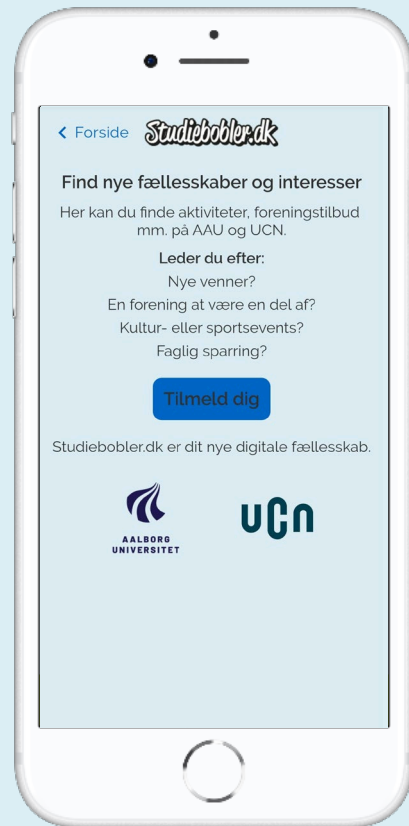 Forside
Studiebobler.dk
Find nye fællesskaber og interesser
Her kan du finde aktiviteter, foreningstilbud
mm. på AAU og UCN.
Leder du efter:
Nye venner?
En forening at være en del af?
Kultur- eller sportsevents?
Faglig sparring?
Tilmeld dig
Studiebobler.dk er dit nye digitale fællesskab.
AALBORG
UNIVERSITET
ucn